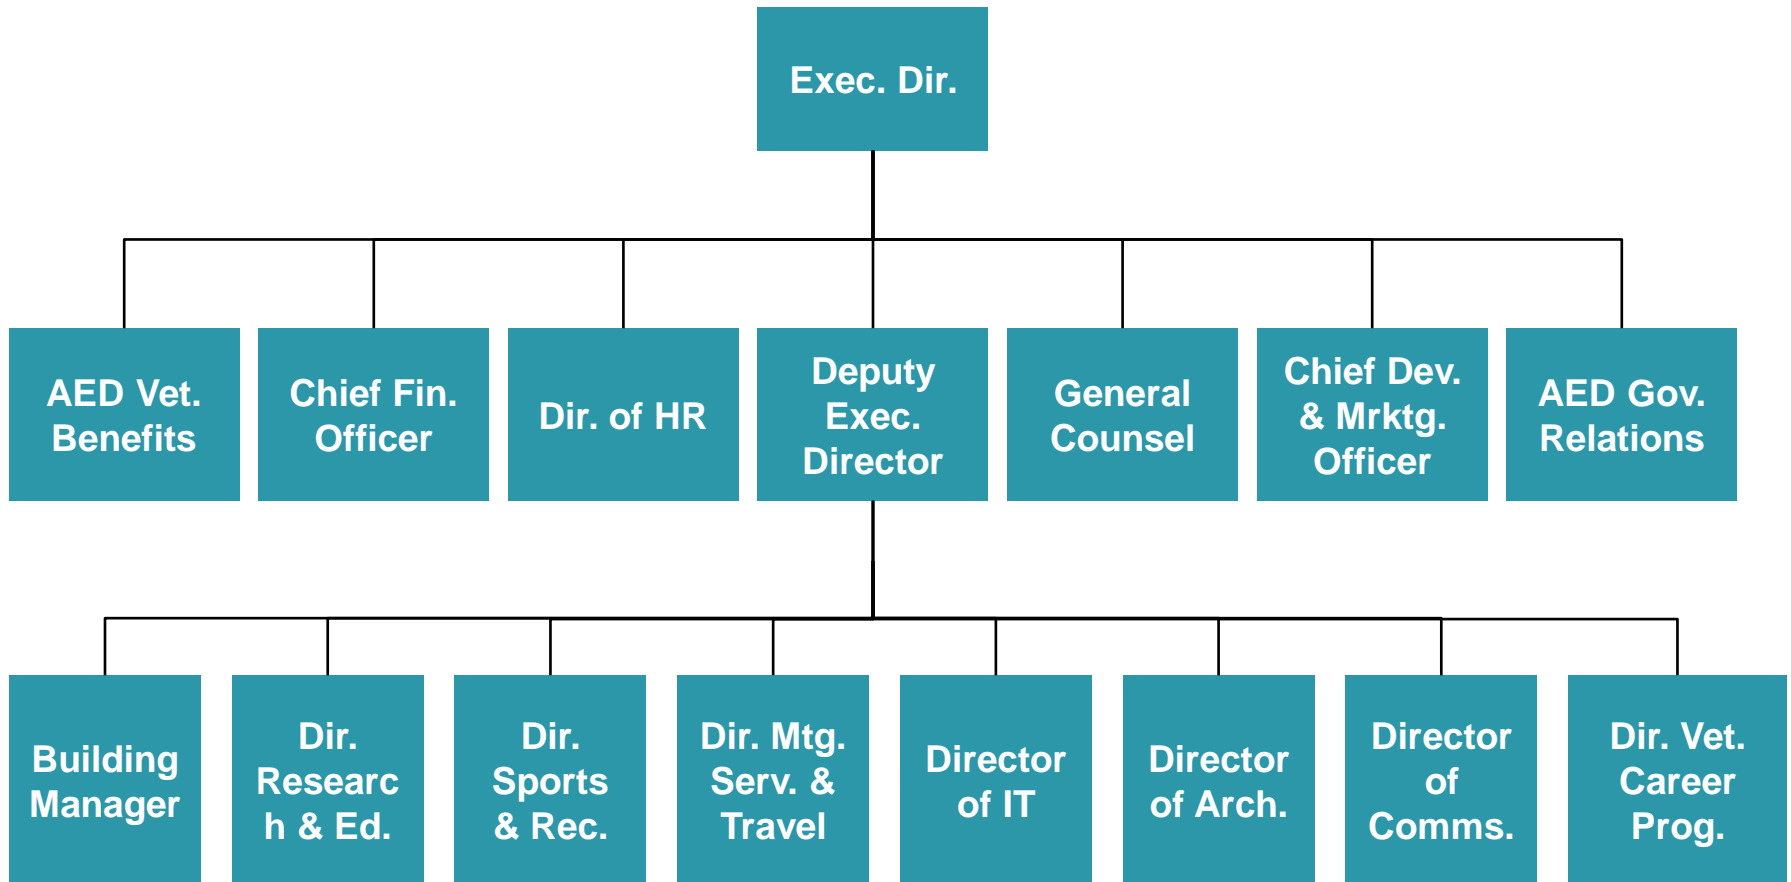 Exec. Dir.
AED Vet.
Benefits
Chief Fin.
Officer
Dir. of HR
Deputy
Exec.
Director
General
Counsel
Chief Dev.
& Mrktg.
Officer
AED Gov.
Relations
Building
Manager
Dir.
Researc
h & Ed.
Dir.
Sports
& Rec.
Dir. Mtg.
Serv. &
Travel
Director
of IT
Director
of Arch.
Director
of
Comms.
Dir. Vet.
Career
Prog.